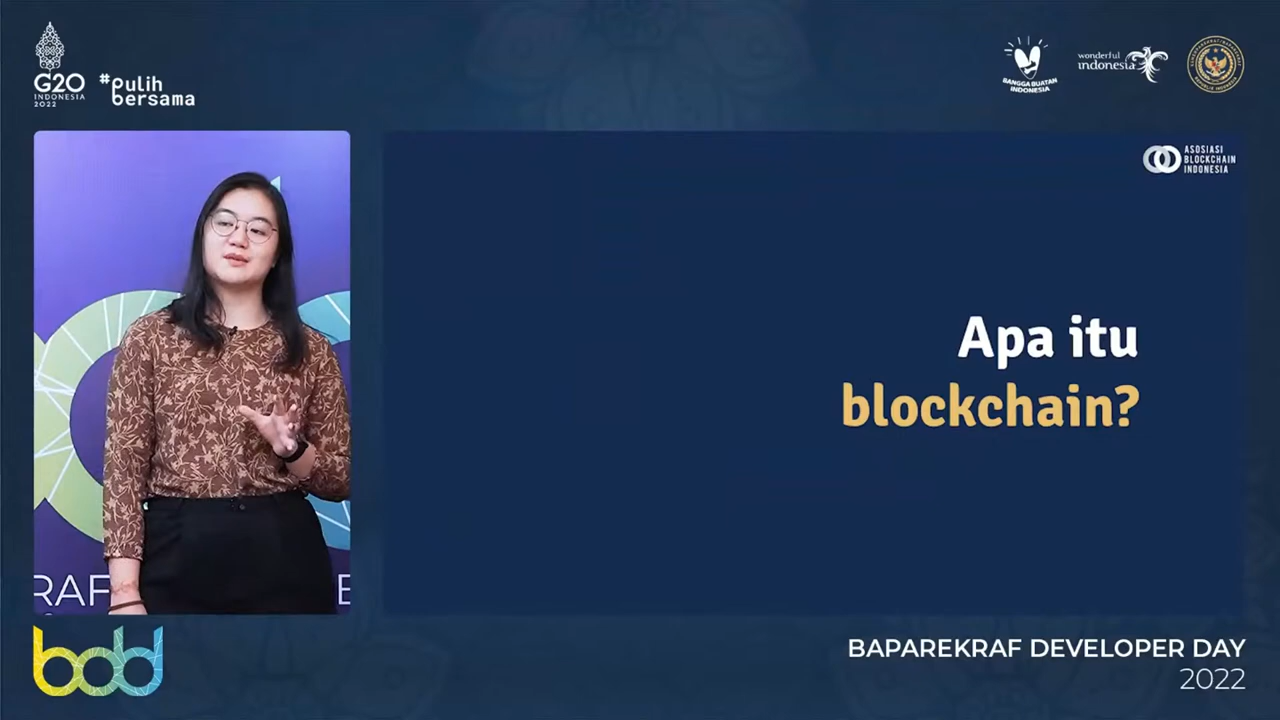 G20
INDONESIA
2022
#pulih
bersama
BANGGA BUATAN
INDONESIA
wonderful
indonesia
ASOSIASI
BLOCKCHAIN
INDONESIA
Apa itu
blockchain?
RAF
E
bdd
BAPAREKRAF DEVELOPER DAY
2022